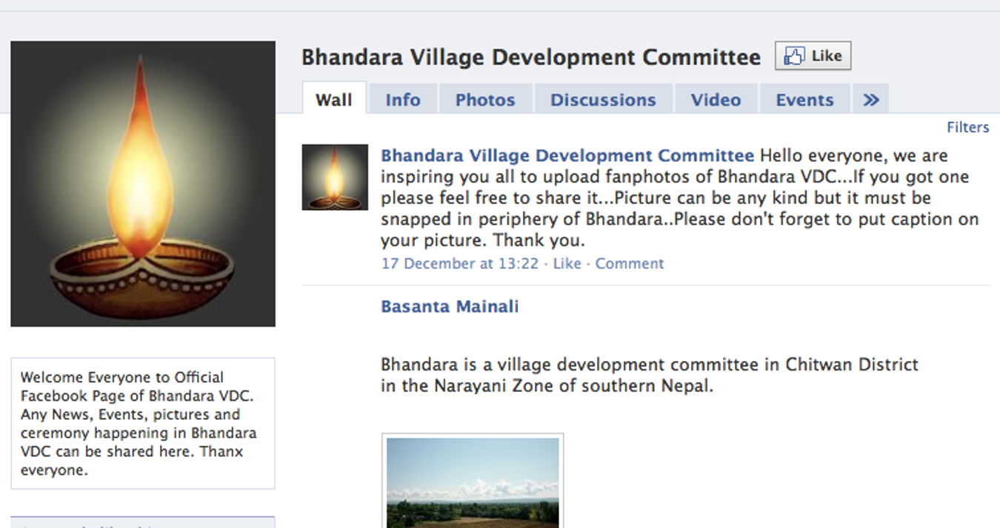 Bhandara Village Development Committee
Like
Wall Info Photos Discussions Video Events »
Filters
Bhandara Village Development Committee Hello everyone, we are
inspiring you all to upload fanphotos of Bhandara VDC...If you got one
please feel free to share it...Picture can be any kind but it must be
snapped in periphery of Bhandara..Please don't forget to put caption on
your picture. Thank you.
17 December at 13:22 · Like · Comment
Basanta Mainali
Bhandara is a village development committee in Chitwan District
in the Narayani Zone of southern Nepal.
Welcome Everyone to Official
Facebook Page of Bhandara VDC.
Any News, Events, pictures and
ceremony happening in Bhandara
VDC can be shared here. Thanx
everyone.